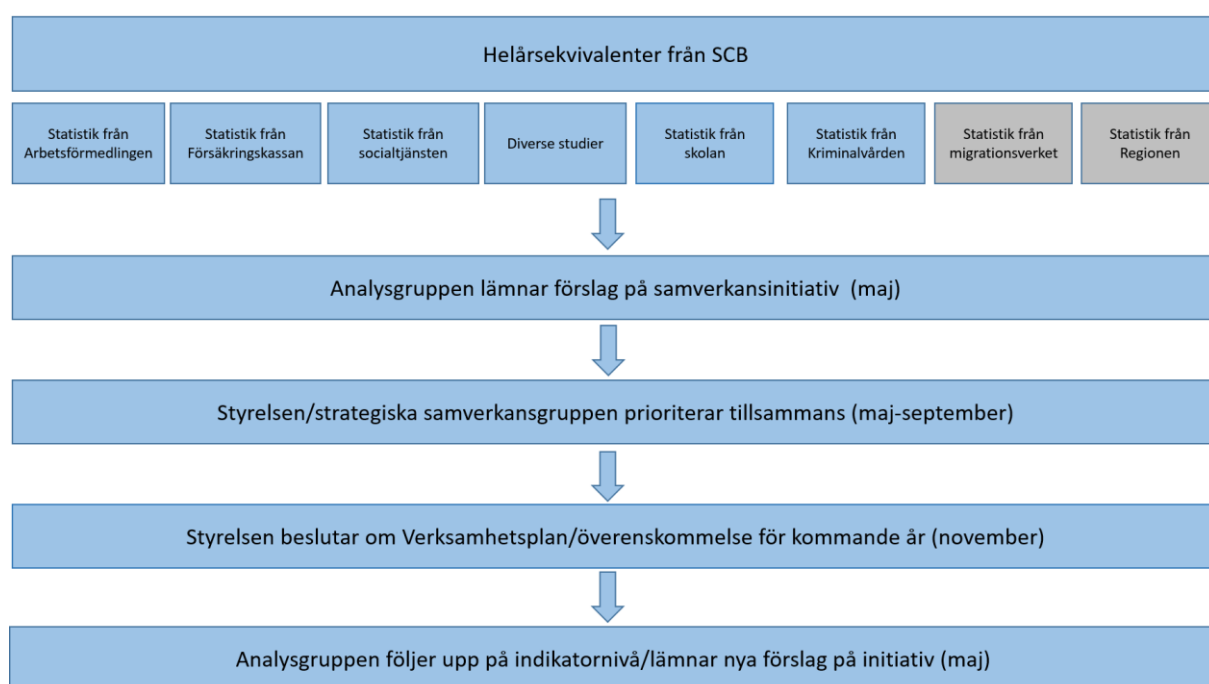 Helårsekvivalenter från SCB
Statistik från
Arbetsförmedlingen
Statistik från
Försäkringskassan
Statistik från
socialtjänsten
Diverse studier
Statistik från
skolan
Statistik från
Kriminalvården
Statistik från
migrationsverket
Statistik från
Regionen
Analysgruppen lämnar förslag på samverkansinitiativ (maj)
Styrelsen/strategiska samverkansgruppen prioriterar tillsammans (maj-september)
Styrelsen beslutar om Verksamhetsplan/överenskommelse för kommande år (november)
Analysgruppen följer upp på indikatornivå/lämnar nya förslag på initiativ (maj)